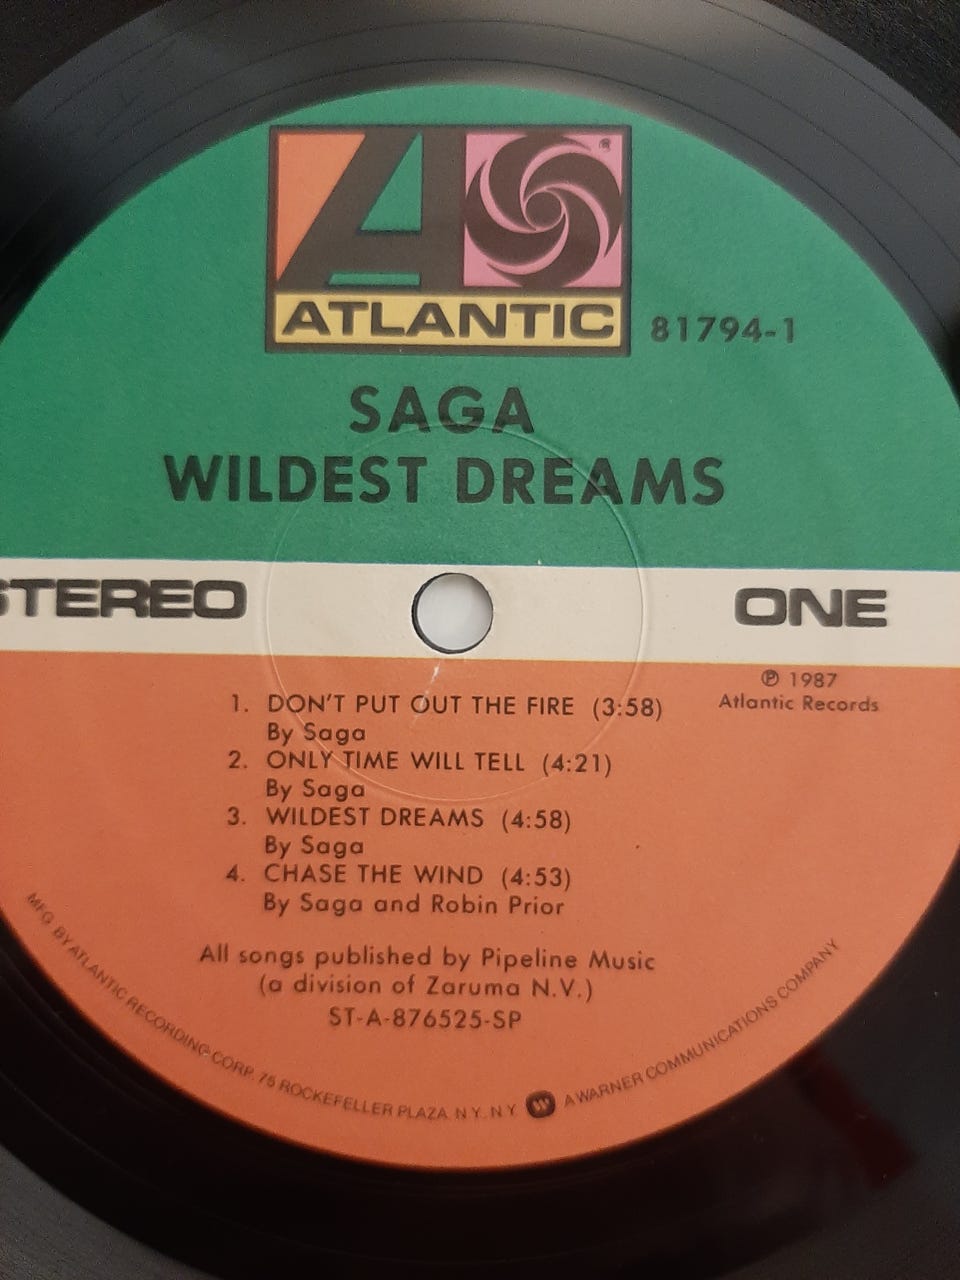 ATLANTIC
81794-1
SAGA
WILDEST DREAMS
STEREO
ONE
℗ 1987
Atlantic Records
1. DON'T PUT OUT THE FIRE (3:58)
By Saga
2. ONLY TIME WILL TELL (4:21)
By Saga
3. WILDEST DREAMS (4:58)
By Saga
4. CHASE THE WIND (4:53)
By Saga and Robin Prior
All songs published by Pipeline Music
(a division of Zaruma N.V.)
ST-A-876525-SP
MFG. BY ATLANTIC RECORDING CORP. 75 ROCKEFELLER PLAZA. N.Y. N.Y. A WARNER COMMUNICATIONS COMPANY